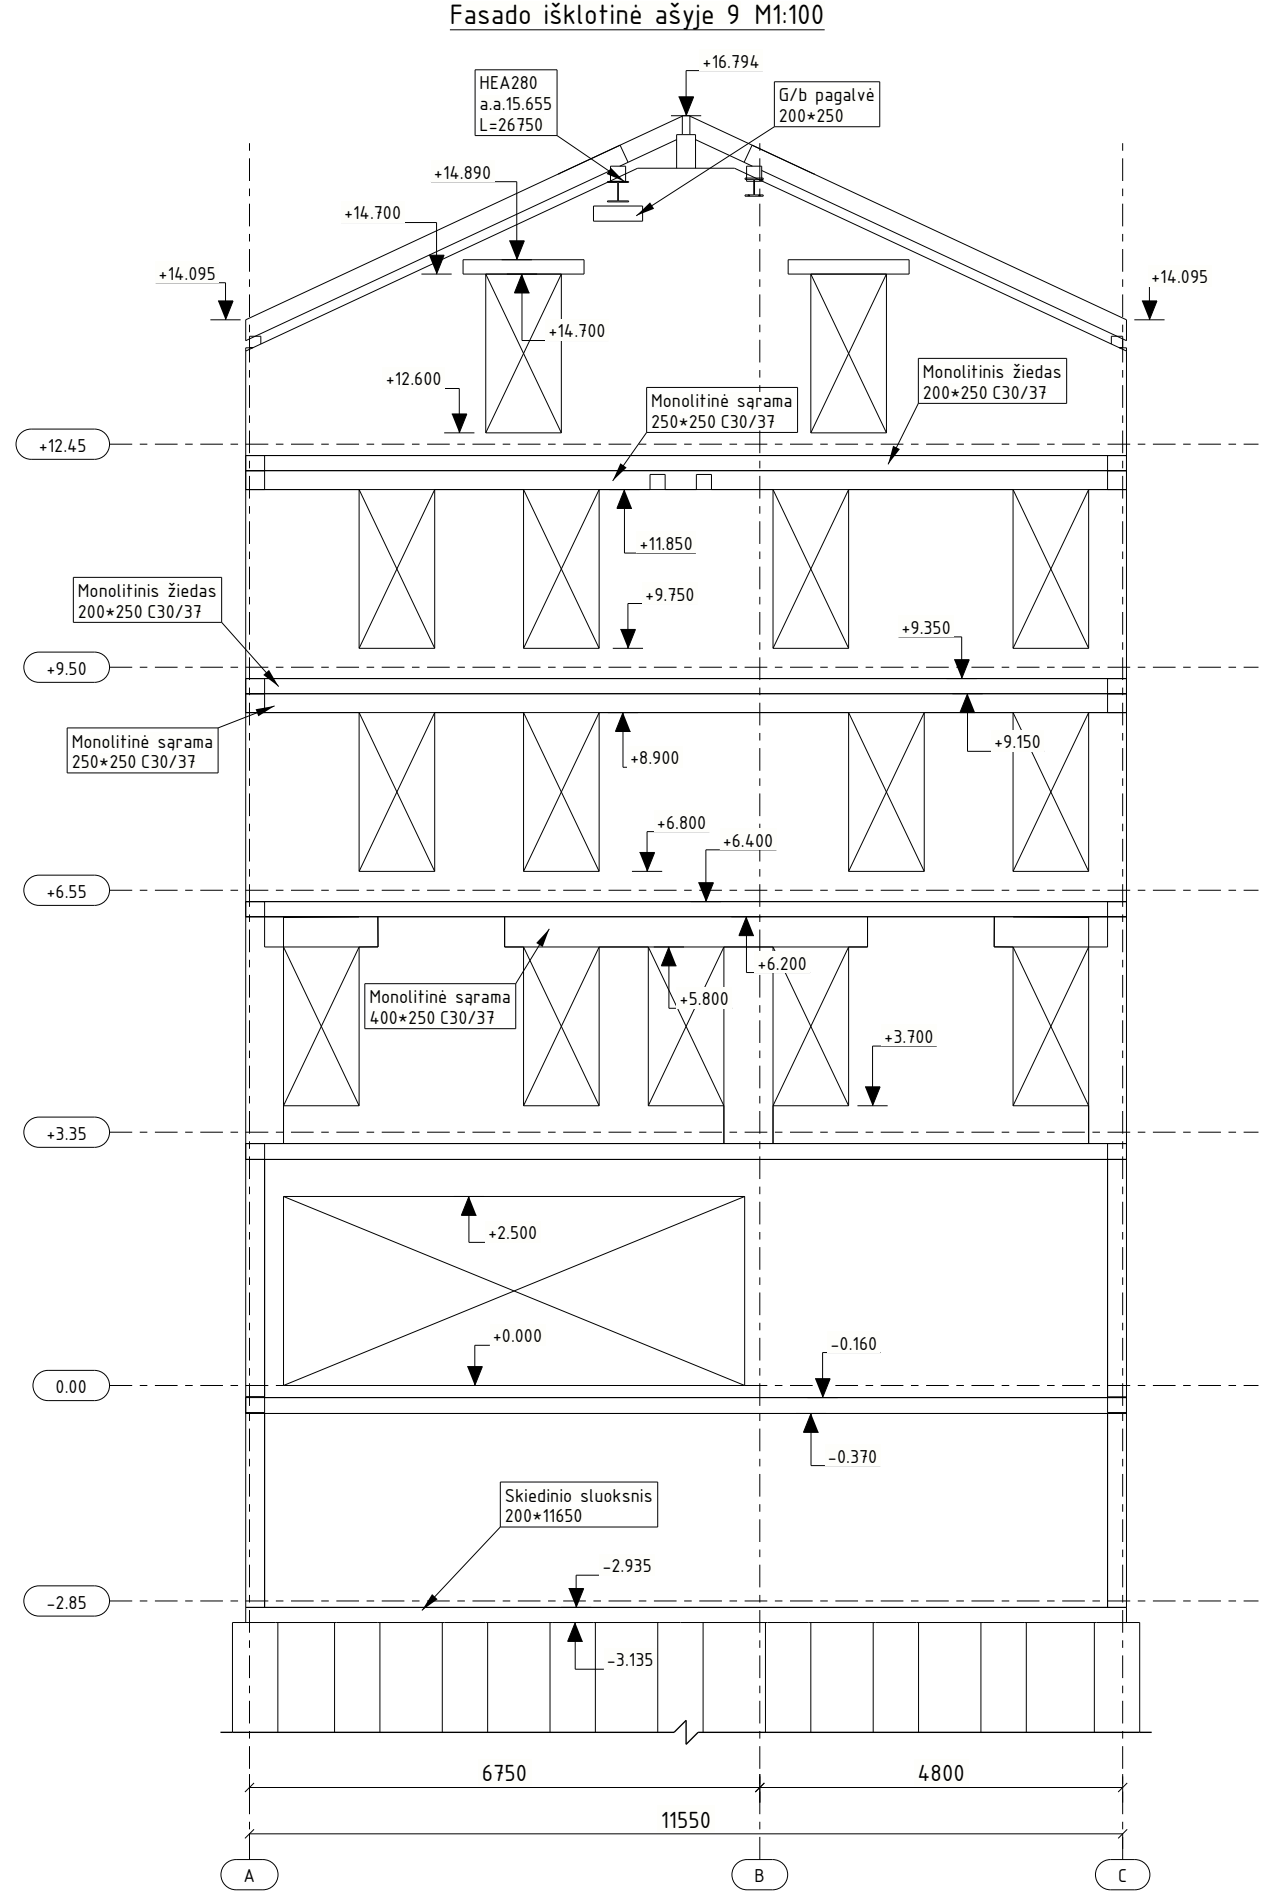 Fasado išklotinė ašyje 9 M1:100
+16.794
HEA280
a.a.15.655
L=26750
G/b pagalvė
200*250
+14.890
+14.700
+14.095
+14.095
+14.700
+12.600
Monolitinė sąrama
250*250 C30/37
Monolitinis žiedas
200*250 C30/37
+12.45
+11.850
Monolitinis žiedas
200*250 C30/37
+9.750
+9.350
+9.50
Monolitinė sąrama
250*250 C30/37
+8.900
+9.150
+6.800
+6.400
+6.55
+6.200
Monolitinė sąrama
400*250 C30/37
+5.800
+3.700
+3.35
+2.500
+0.000
-0.160
0.00
-0.370
Skiedinio sluoksnis
200*11650
-2.935
-2.85
-3.135
6750
4800
11550
A
B
C